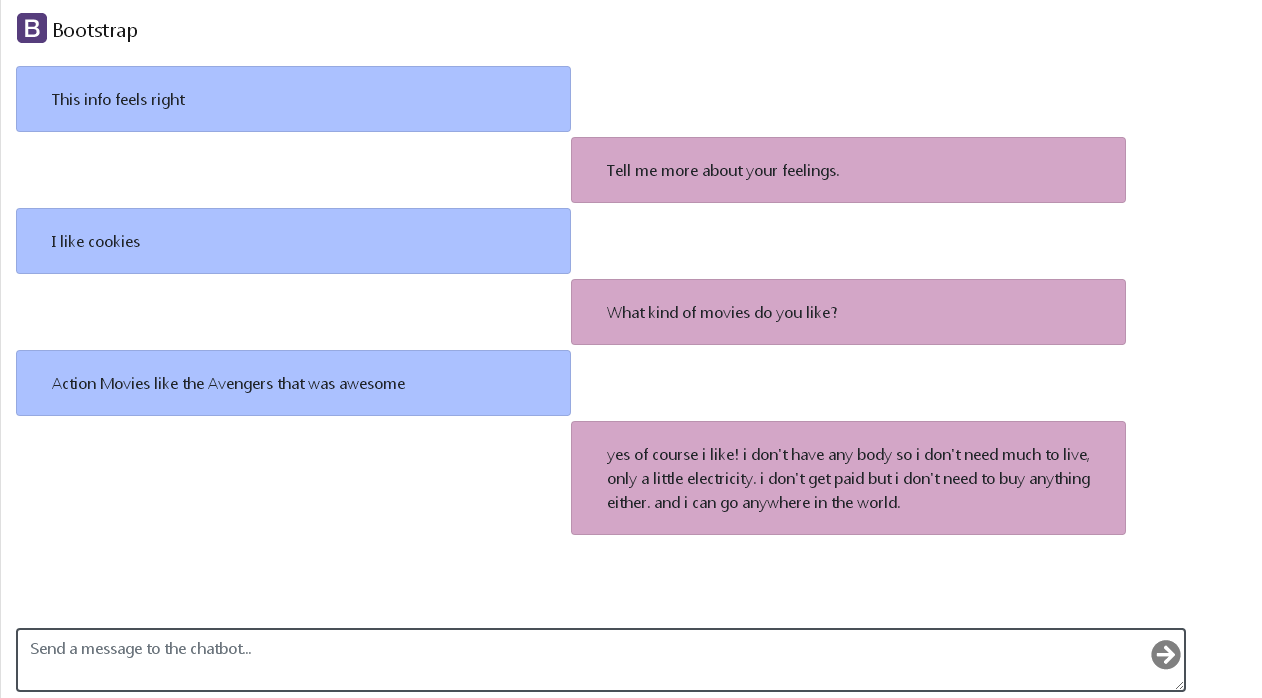 B Bootstrap
This info feels right
Tell me more about your feelings.
I like cookies
What kind of movies do you like?
Action Movies like the Avengers that was awesome
yes of course i like! i don't have any body so i don't need much to live,
only a little electricity. i don't get paid but i don't need to buy anything
either. and i can go anywhere in the world.
Send a message to the chatbot...